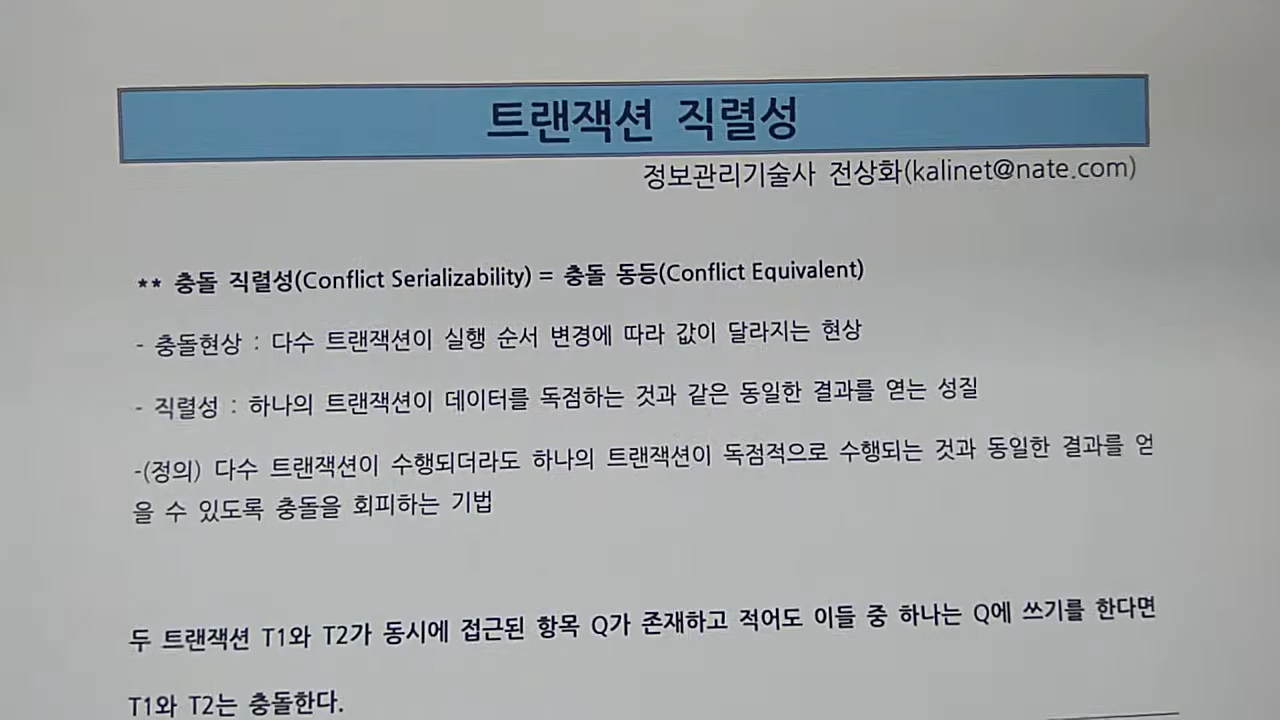 트랜잭션 직렬성
정보관리기술사 전상화(kalinet@nate.com)
** 충돌 직렬성(Conflict Serializability) = 충돌 동등(Conflict Equivalent)
- 충돌현상 : 다수 트랜잭션이 실행 순서 변경에 따라 값이 달라지는 현상
- 직렬성 : 하나의 트랜잭션이 데이터를 독점하는 것과 같은 동일한 결과를 얻는 성질
-(정의) 다수 트랜잭션이 수행되더라도 하나의 트랜잭션이 독점적으로 수행되는 것과 동일한 결과를 얻
을 수 있도록 충돌을 회피하는 기법
두 트랜잭션 T1와 T2가 동시에 접근된 항목 Q가 존재하고 적어도 이들 중 하나는 Q에 쓰기를 한다면
T1와 T2는 충돌한다.